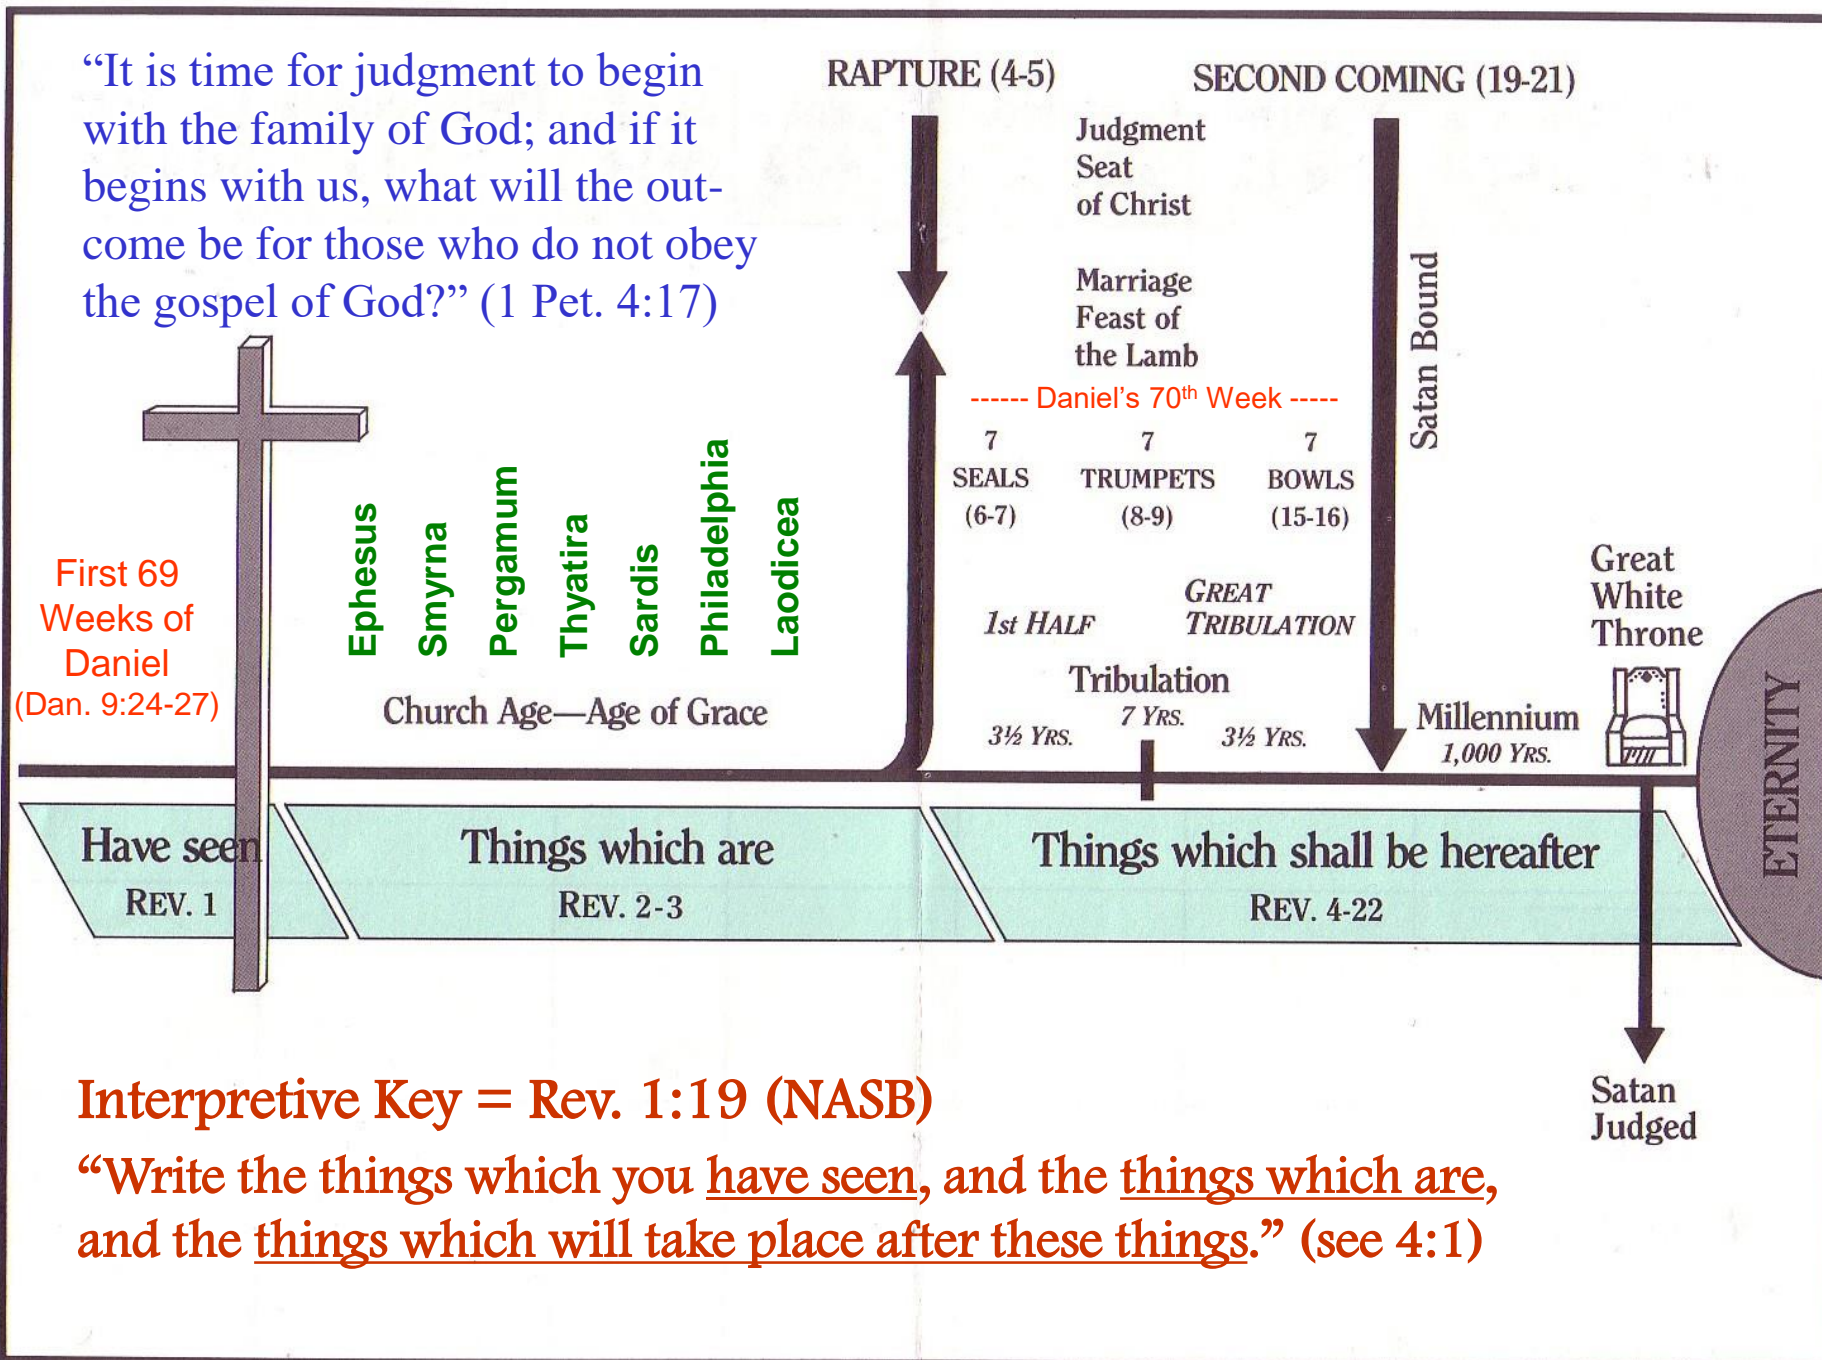 “It is time for judgment to begin
with the family of God; and if it
begins with us, what will the out-
come be for those who do not obey
the gospel of God?” (1 Pet. 4:17)
RAPTURE (4-5)
SECOND COMING (19-21)
Judgment
Seat
of Christ
Marriage
Feast of
the Lamb
------ Daniel’s 70th Week -----
7
SEALS
(6-7)
7
TRUMPETS
(8-9)
7
BOWLS
(15-16)
Satan Bound
First 69
Weeks of
Daniel
(Dan. 9:24-27)
Ephesus
Smyrna
Pergamum
Thyatira
Sardis
Philadelphia
Laodicea
Church Age—Age of Grace
1st HALF
GREAT
TRIBULATION
Tribulation
7 YRS.
3½ YRS.
3½ YRS.
Millennium
1,000 YRS.
Great
White
Throne
ETERNITY
Have seen
REV. 1
Things which are
REV. 2-3
Things which shall be hereafter
REV. 4-22
Satan
Judged
Interpretive Key = Rev. 1:19 (NASB)
“Write the things which you have seen, and the things which are,
and the things which will take place after these things.” (see 4:1)